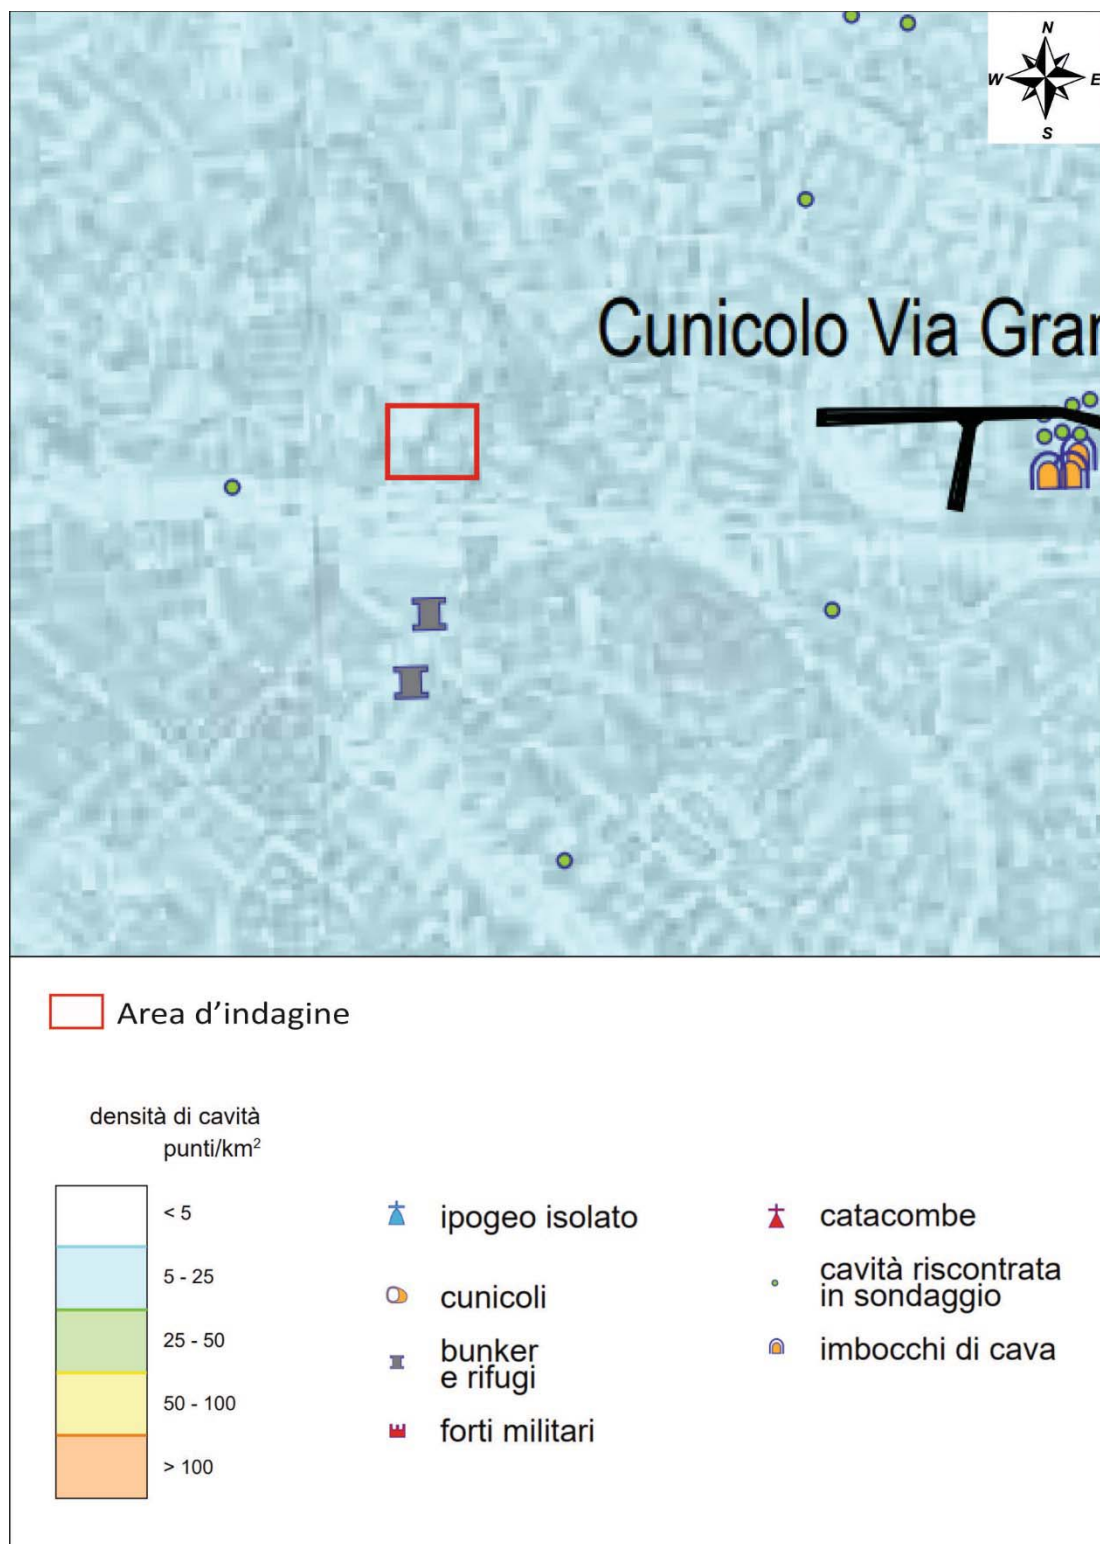 N
W E
S
Cunicolo Via Gran
Area d'indagine
densità di cavità
punti/km²
< 5
5 - 25
25 - 50
50 - 100
> 100
ipogeo isolato
cunicoli
bunker
e rifugi
forti militari
catacombe
cavità riscontrata
in sondaggio
imbocchi di cava